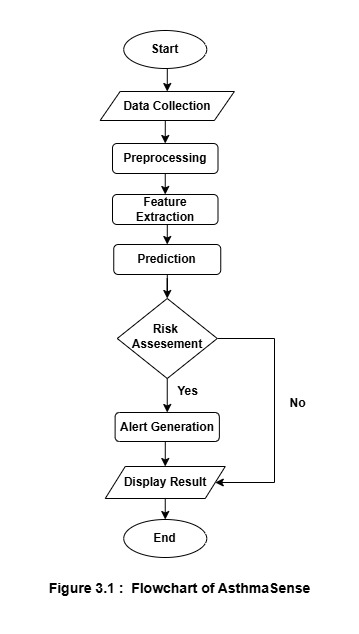 Start
Data Collection
Preprocessing
Feature
Extraction
Prediction
Risk
Assesement
Yes
No
Alert Generation
Display Result
End
Figure 3.1 : Flowchart of AsthmaSense